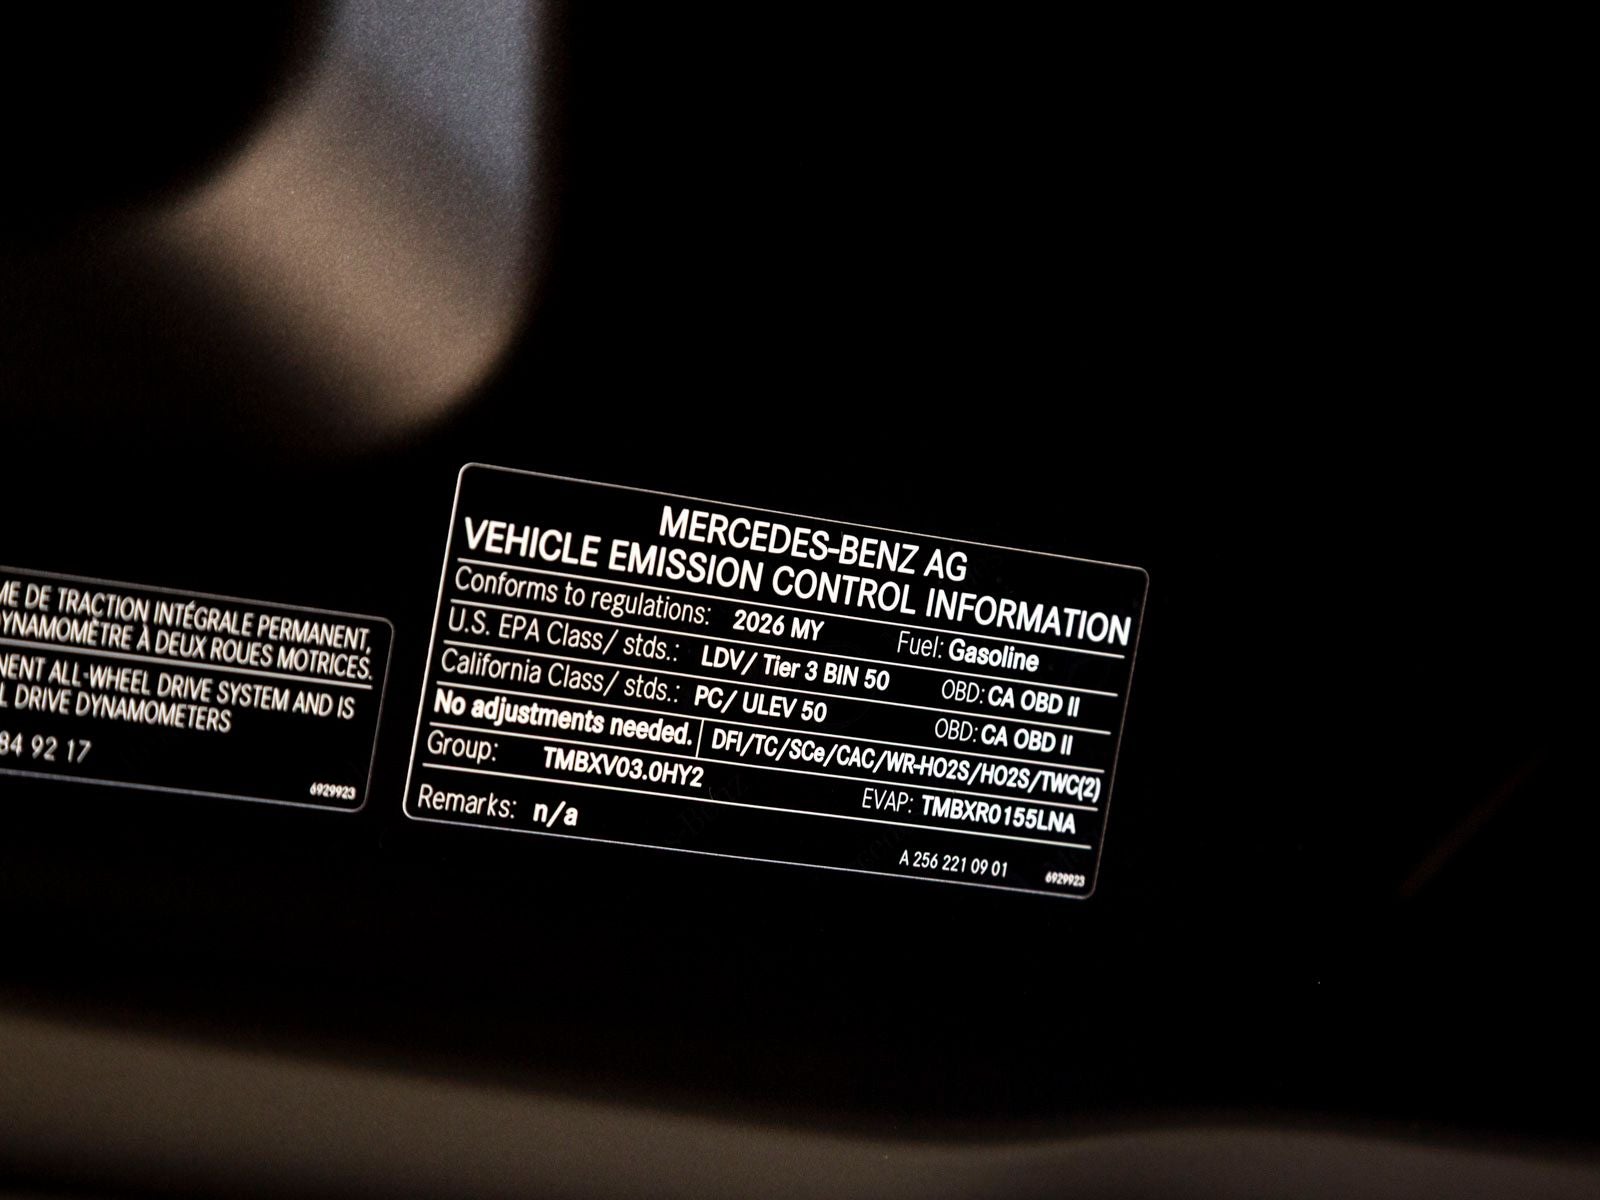 ME DE TRACTION INTÉGRALE PERMANENT,
DYNAMOMÈTRE À DEUX ROUES MOTRICES.
NENT ALL-WHEEL DRIVE SYSTEM AND IS
L DRIVE DYNAMOMETERS
84 92 17
6929923
MERCEDES-BENZ AG
VEHICLE EMISSION CONTROL INFORMATION
Conforms to regulations: 2026 MY Fuel: Gasoline
U.S. EPA Class/ stds.: LDV/ Tier 3 BIN 50 OBD: CA OBD II
California Class/ stds.: PC/ ULEV 50 OBD: CA OBD II
No adjustments needed. DFI/TC/SCe/CAC/WR-HO2S/HO2S/TWC(2)
Group: TMBXV03.0HY2 EVAP: TMBXR0155LNA
Remarks: n/a
A 256 221 09 01 6929923